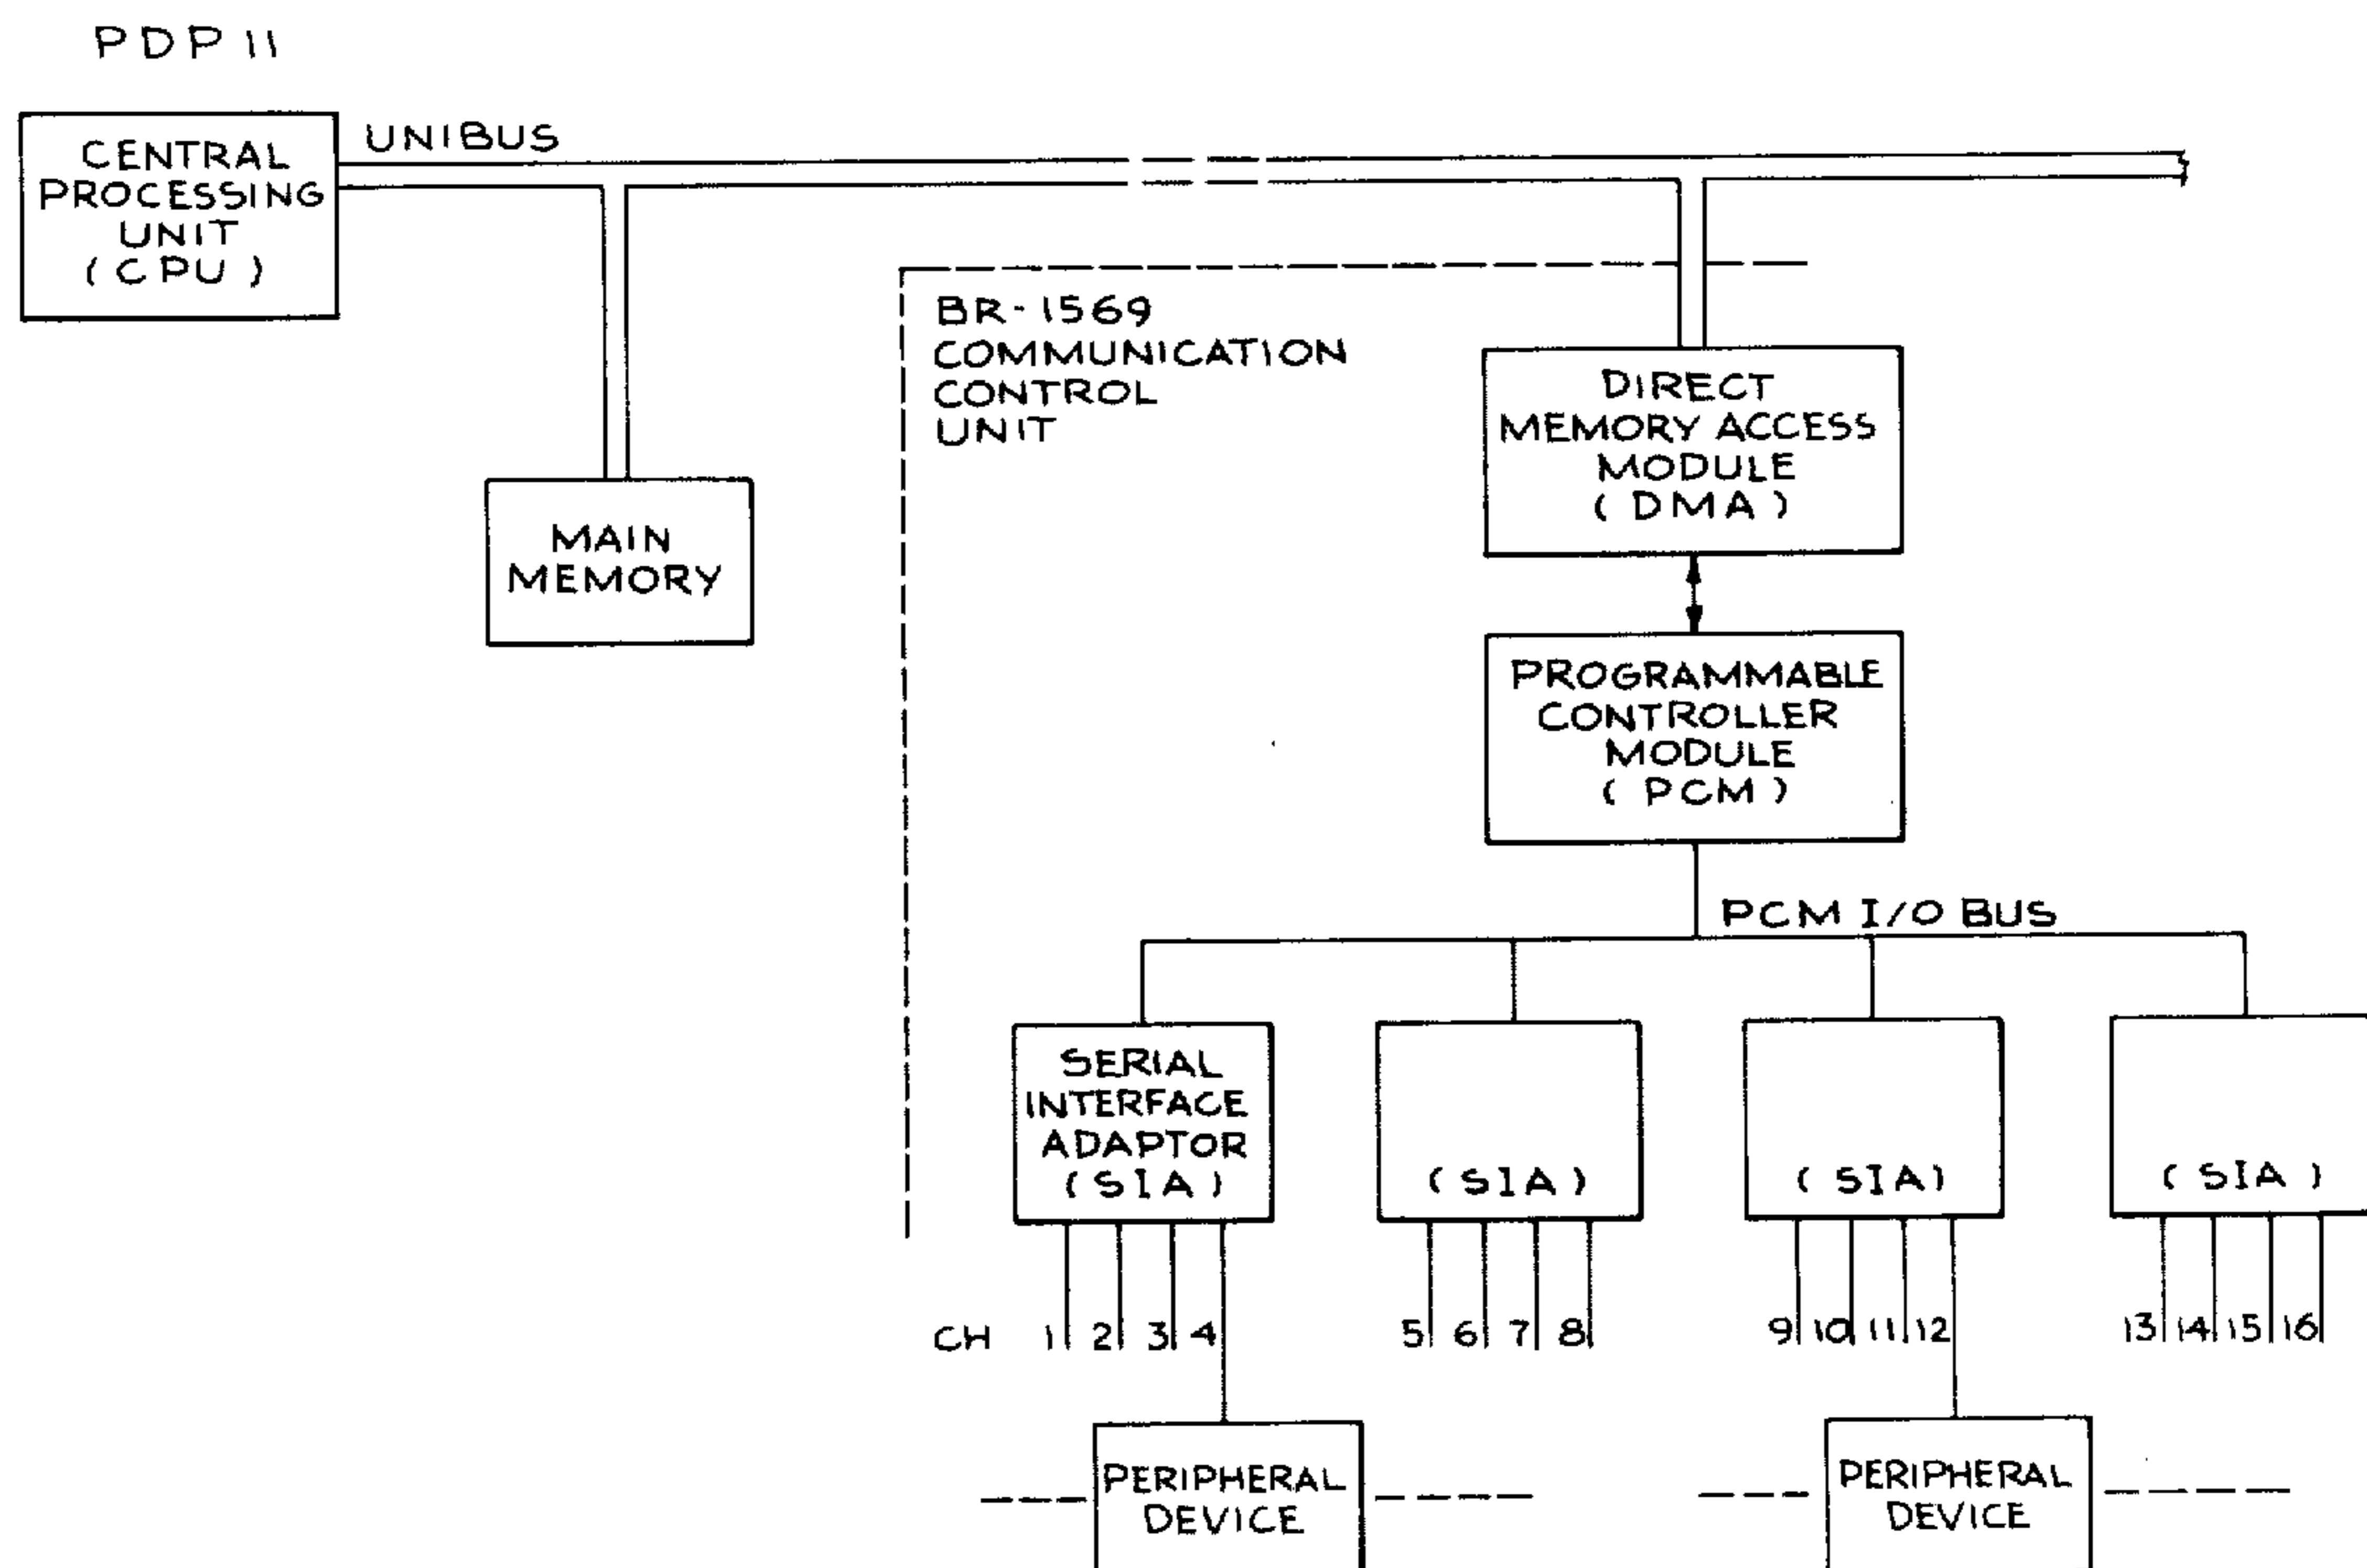 PDP 11
CENTRAL
PROCESSING
UNIT
(CPU)
UNIBUS
MAIN
MEMORY
BR-1569
COMMUNICATION
CONTROL
UNIT
DIRECT
MEMORY ACCESS
MODULE
(DMA)
PROGRAMMABLE
CONTROLLER
MODULE
(PCM)
PCM I/O BUS
SERIAL
INTERFACE
ADAPTOR
(SIA)
(SIA)
(SIA)
(SIA)
CH 1 2 3 4 5 6 7 8 9 10 11 12 13 14 15 16
PERIPHERAL
DEVICE
PERIPHERAL
DEVICE